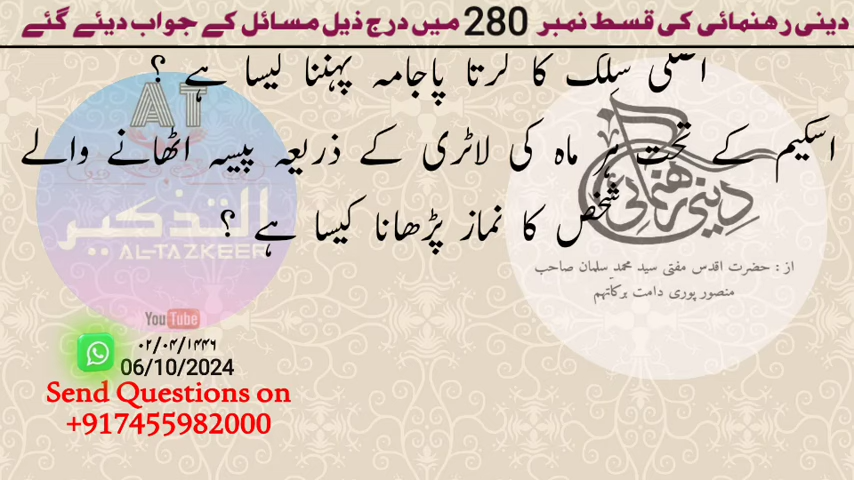 دینی رہنمائی کی قسط نمبر 280 میں درج ذیل مسائل کے جواب دیئے گئے
اصلی سِلک کا کرتا پاجامہ پہننا کیسا ہے ؟
اسکیم کے تحت ہر ماہ کی لاٹری کے ذریعہ پیسہ اٹھانے والے
شخص کا نماز پڑھانا کیسا ہے ؟
AT
التذكير
AL-TAZKEER
YouTube
دینی رہنمائی
از : حضرت اقدس مفتی سید محمد سلمان صاحب
منصور پوری دامت برکاتہم
۰۲/۰۴/۱۴۴۶
06/10/2024
Send Questions on
+917455982000